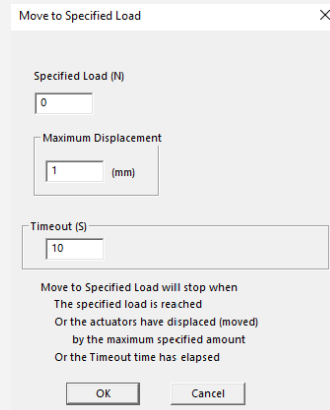 Move to Specified Load
Specified Load (N)
0
Maximum Displacement
1 (mm)
Timeout (S)
10
Move to Specified Load will stop when
The specified load is reached
Or the actuators have displaced (moved)
by the maximum specified amount
Or the Timeout time has elapsed
OK Cancel